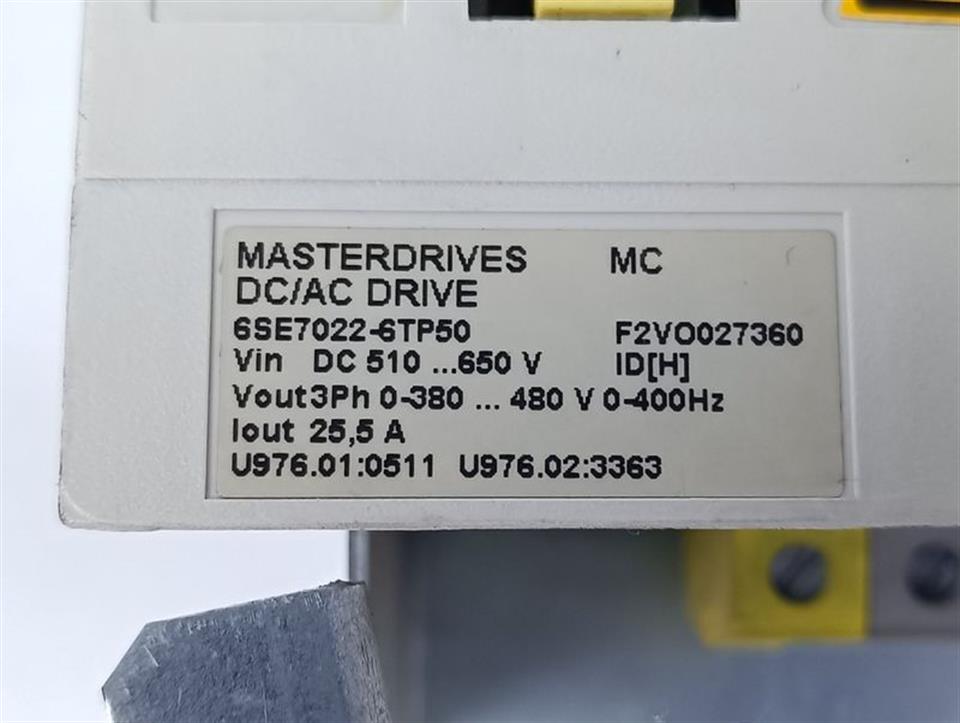 MASTERDRIVES MC
DC/AC DRIVE
6SE7022-6TP50 F2VO027360
Vin DC 510 ...650 V ID[H]
Vout3Ph 0-380 ... 480 V 0-400Hz
Iout 25,5 A
U976.01:0511 U976.02:3363